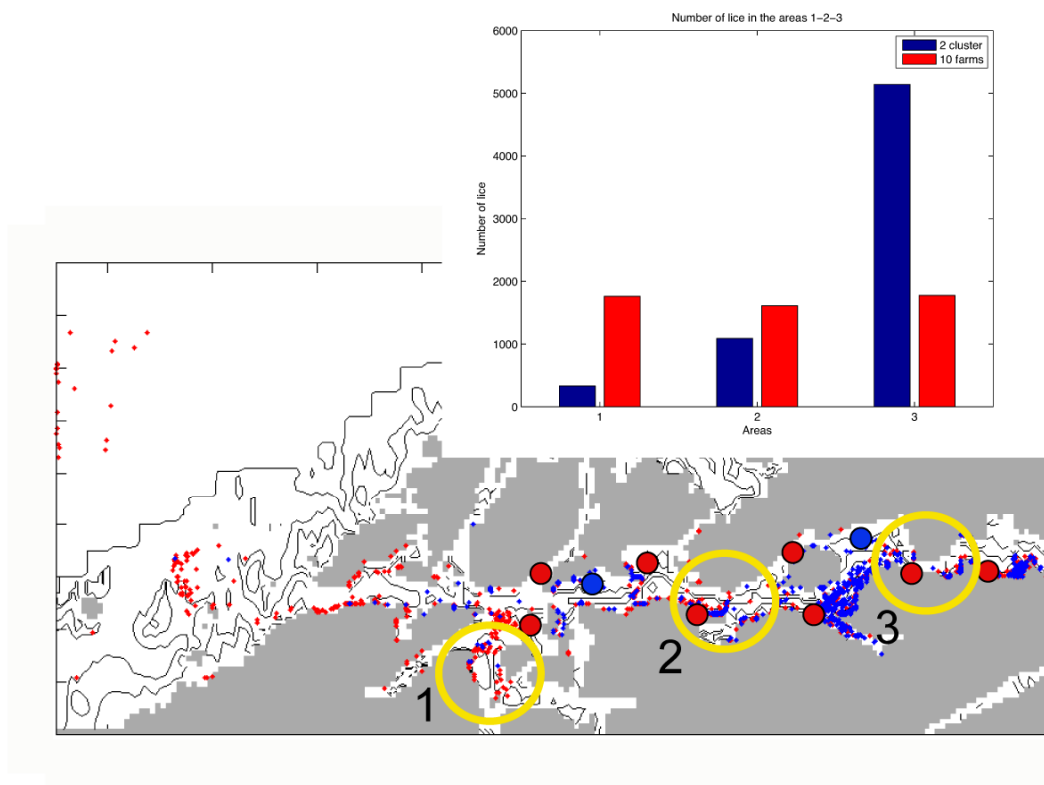 Number of lice in the areas 1−2−3
6000
5000
4000
3000
2000
1000
0
Number of lice
2 cluster
10 farms
1
2
3
Areas
1
2
3